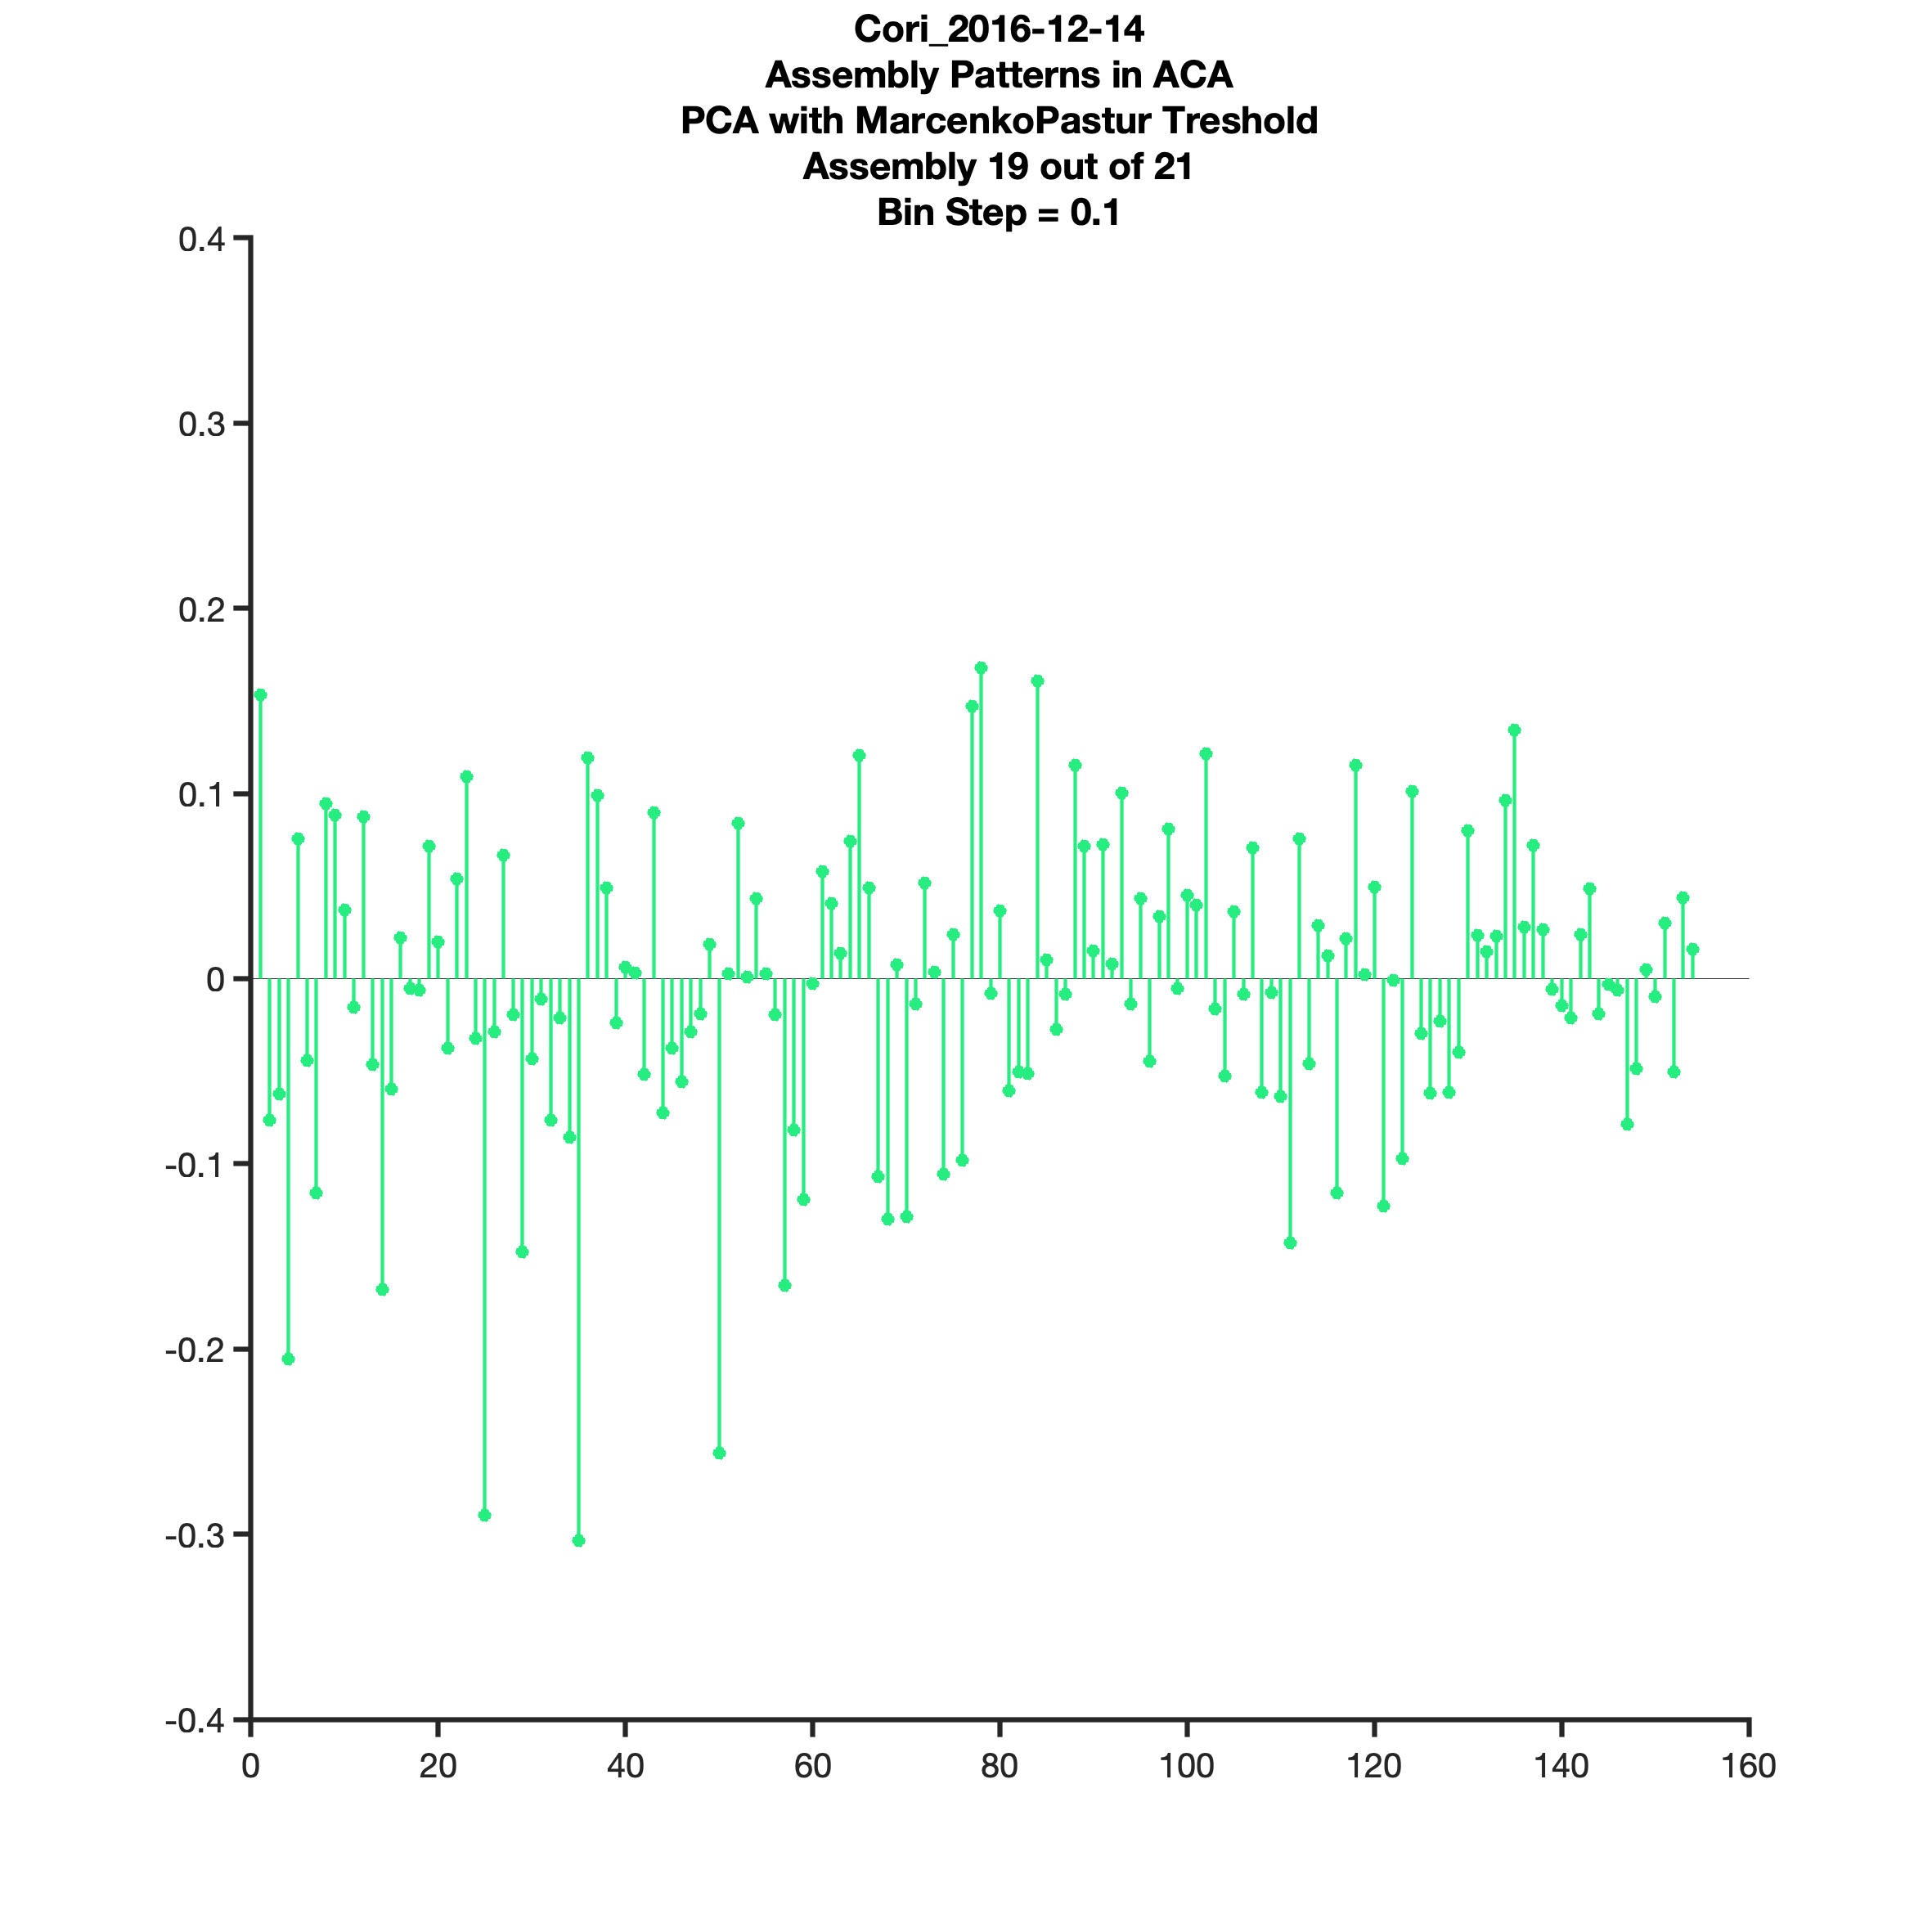 Cori_2016-12-14
Assembly Patterns in ACA
PCA with MarcenkoPastur Treshold
Assembly 19 out of 21
Bin Step = 0.1
0.4
0.3
0.2
0.1
0
-0.1
-0.2
-0.3
-0.4
0 20 40 60 80 100 120 140 160